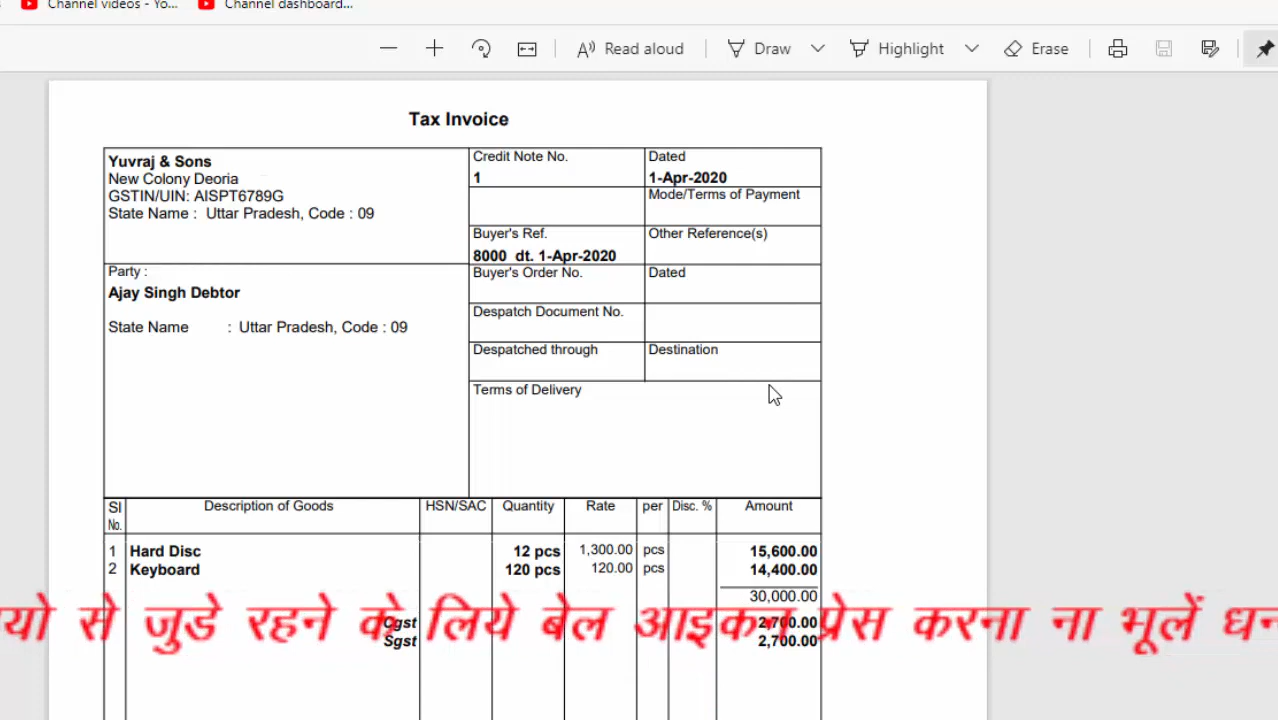 Channel videos - Yo...
Channel dashboard...
Read aloud
Draw
Highlight
Erase
Tax Invoice
Yuvraj & Sons
New Colony Deoria
GSTIN/UIN: AISPT6789G
State Name : Uttar Pradesh, Code : 09
Credit Note No.
1
Dated
1-Apr-2020
Mode/Terms of Payment
Buyer's Ref.
8000 dt. 1-Apr-2020
Other Reference(s)
Party :
Ajay Singh Debtor
State Name : Uttar Pradesh, Code : 09
Buyer's Order No.
Dated
Despatch Document No.
Despatched through
Destination
Terms of Delivery
Sl No. Description of Goods HSN/SAC Quantity Rate per Disc. % Amount
1 Hard Disc 12 pcs 1,300.00 pcs 15,600.00
2 Keyboard 120 pcs 120.00 pcs 14,400.00
30,000.00
Cgst 2,700.00
Sgst 2,700.00
से जुडे रहने के लिये बेल आइकन प्रेस करना ना भूलें